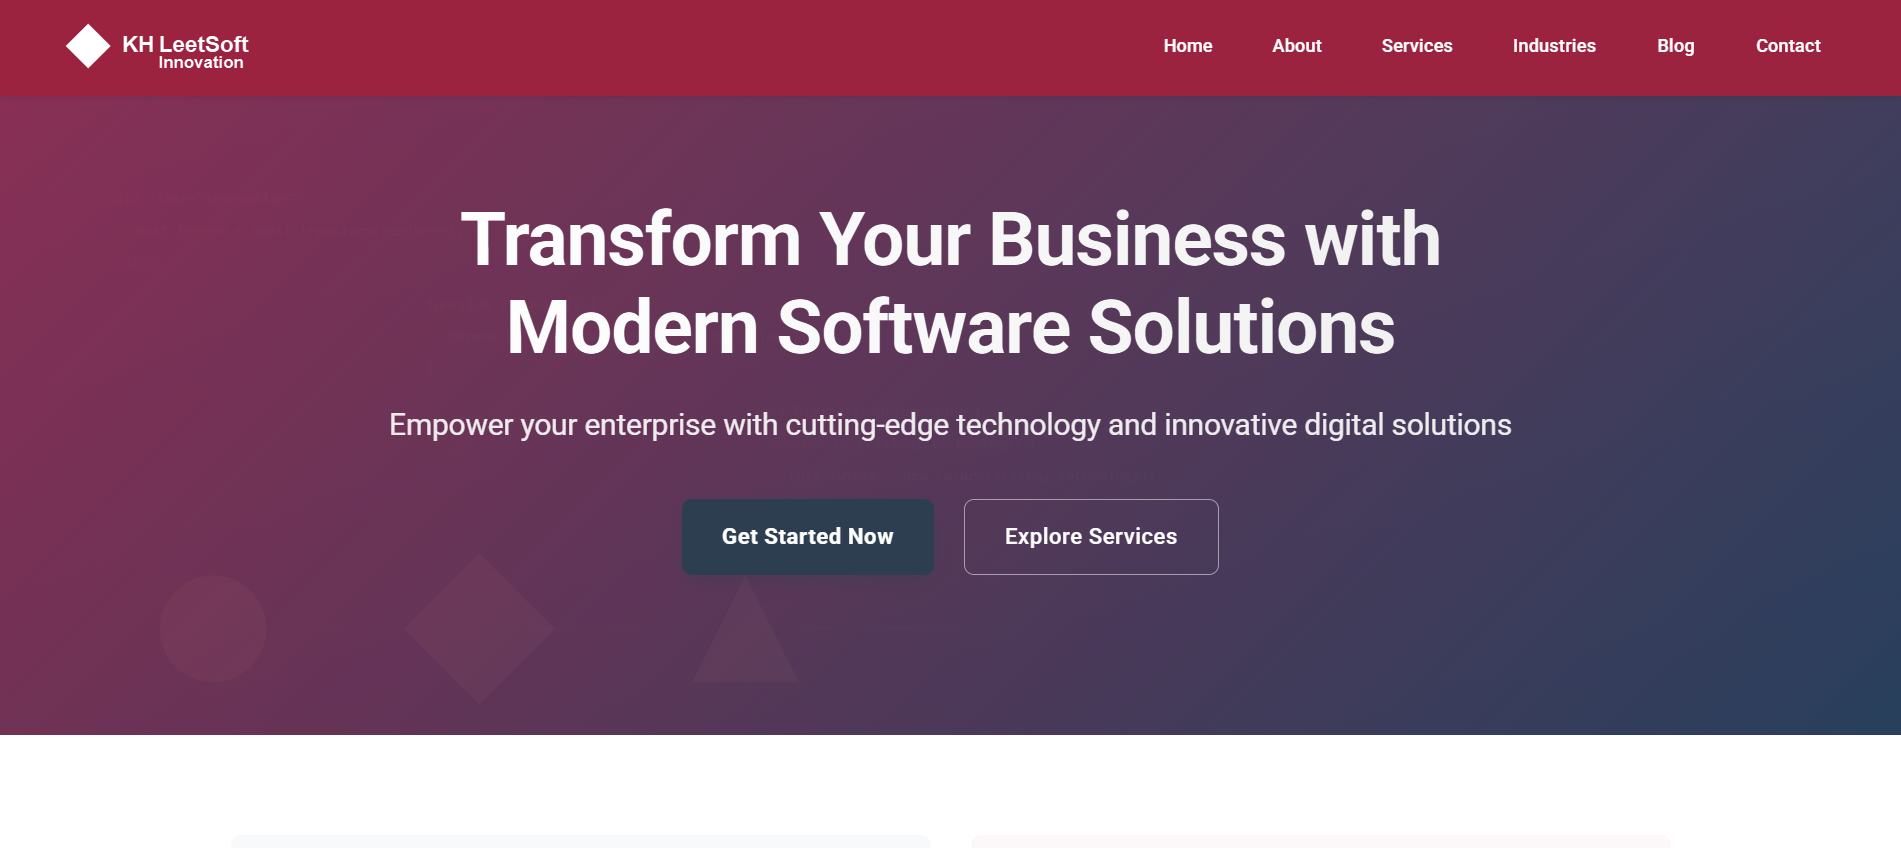 KH LeetSoft
Innovation
Home
About
Services
Industries
Blog
Contact
Transform Your Business with
Modern Software Solutions
Empower your enterprise with cutting-edge technology and innovative digital solutions
Get Started Now
Explore Services